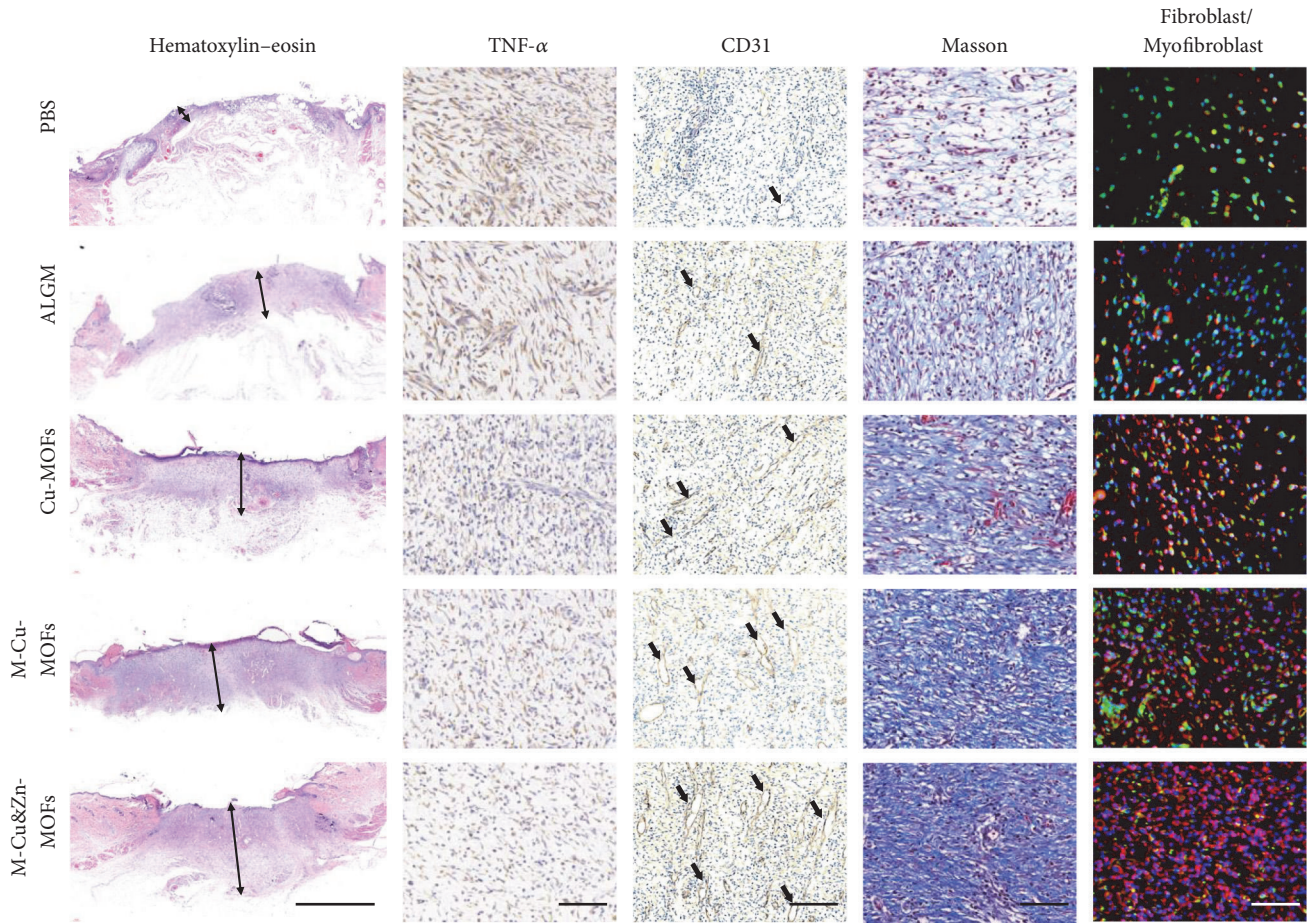 Hematoxylin–eosin
TNF-α
CD31
Masson
Fibroblast/
Myofibroblast
PBS
ALGM
Cu-MOFs
M-Cu-
MOFs
M-Cu&Zn-
MOFs